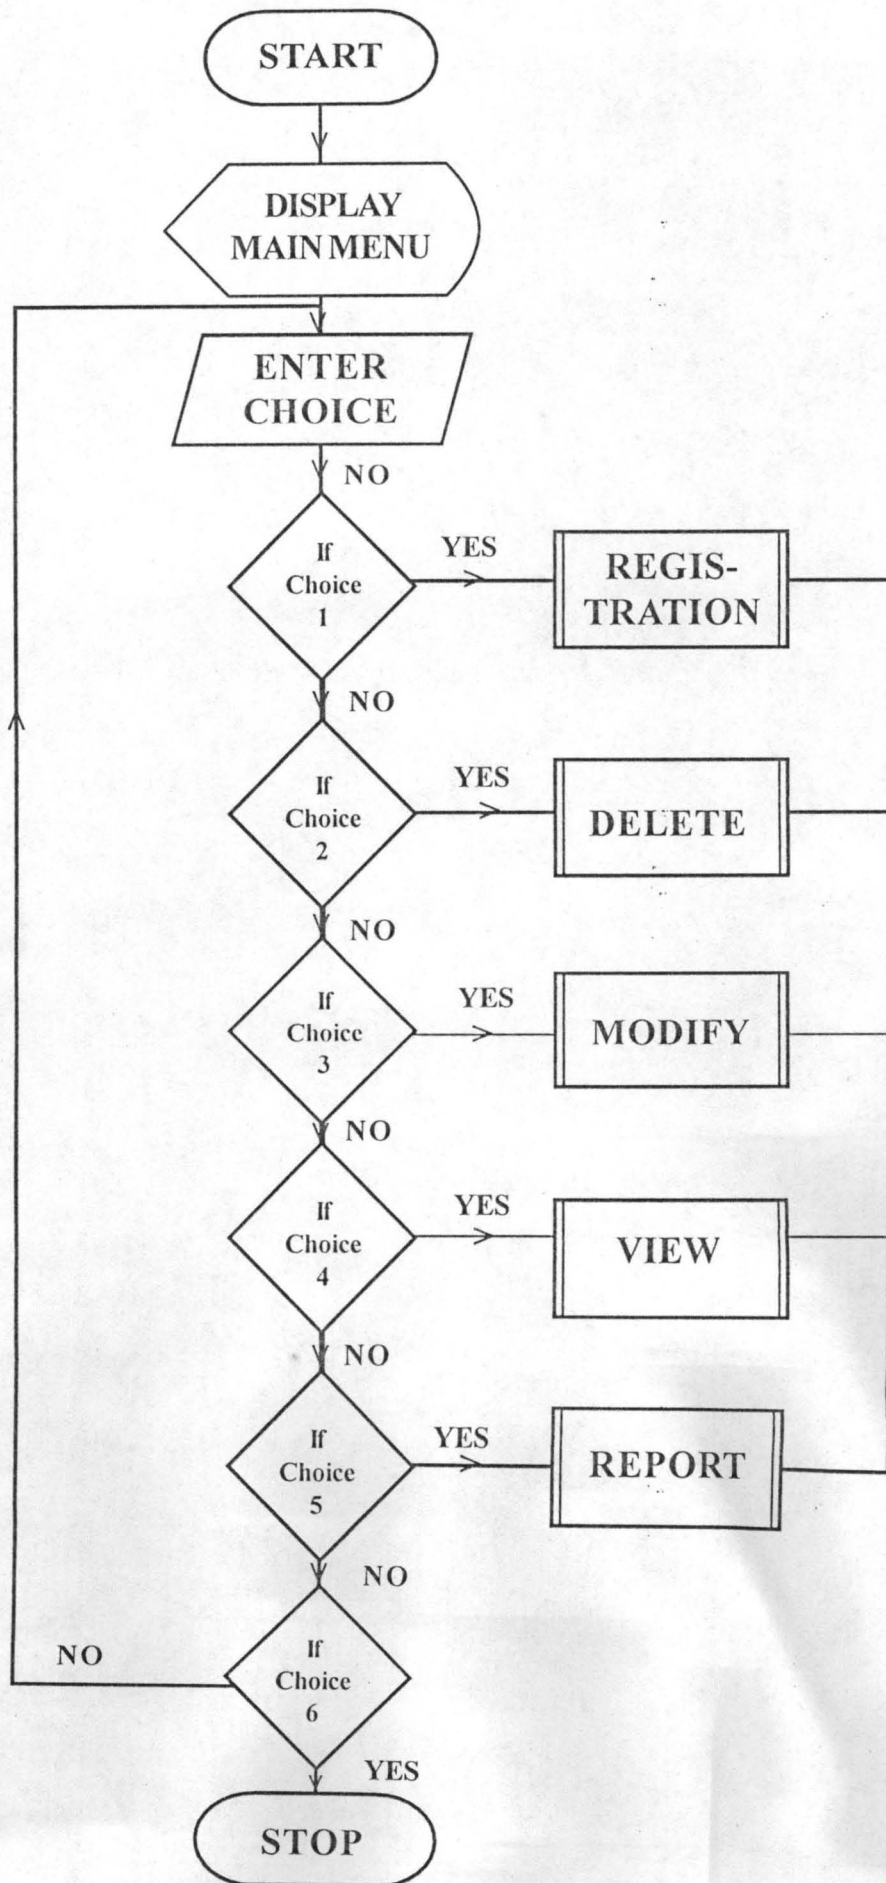 START
DISPLAY
MAIN MENU
ENTER
CHOICE
NO
If
Choice
1
YES
REGIS-
TRATION
NO
If
Choice
2
YES
DELETE
NO
If
Choice
3
YES
MODIFY
NO
If
Choice
4
YES
VIEW
NO
If
Choice
5
YES
REPORT
NO
If
Choice
6
NO
YES
STOP